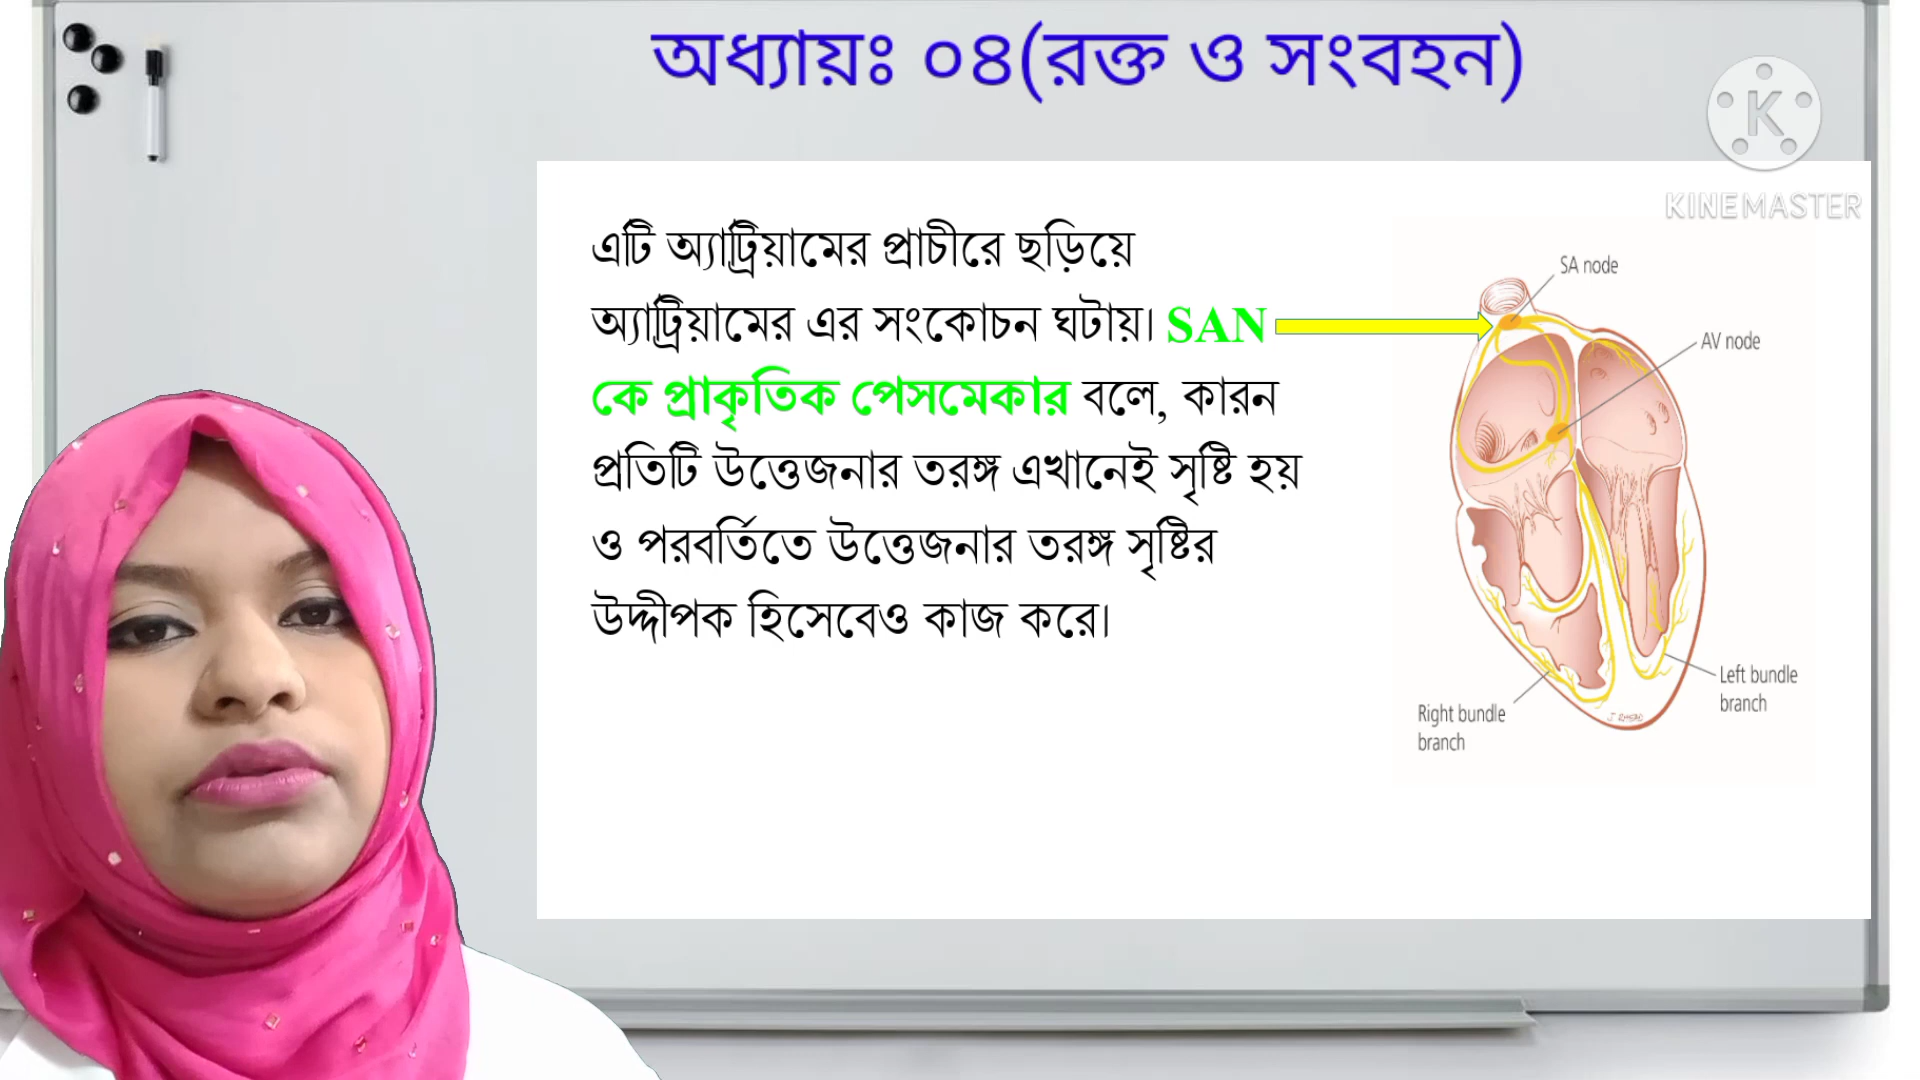 অধ্যায়ঃ ০৪(রক্ত ও সংবহন)
K
KINEMASTER
এটি অ্যাট্রিয়ামের প্রাচীরে ছড়িয়ে
অ্যাট্রিয়ামের এর সংকোচন ঘটায়। SAN
কে প্রাকৃতিক পেসমেকার বলে, কারন
প্রতিটি উত্তেজনার তরঙ্গ এখানেই সৃষ্টি হয়
ও পরবর্তিতে উত্তেজনার তরঙ্গ সৃষ্টির
উদ্দীপক হিসেবেও কাজ করে।
SA node
AV node
Left bundle
branch
Right bundle
branch